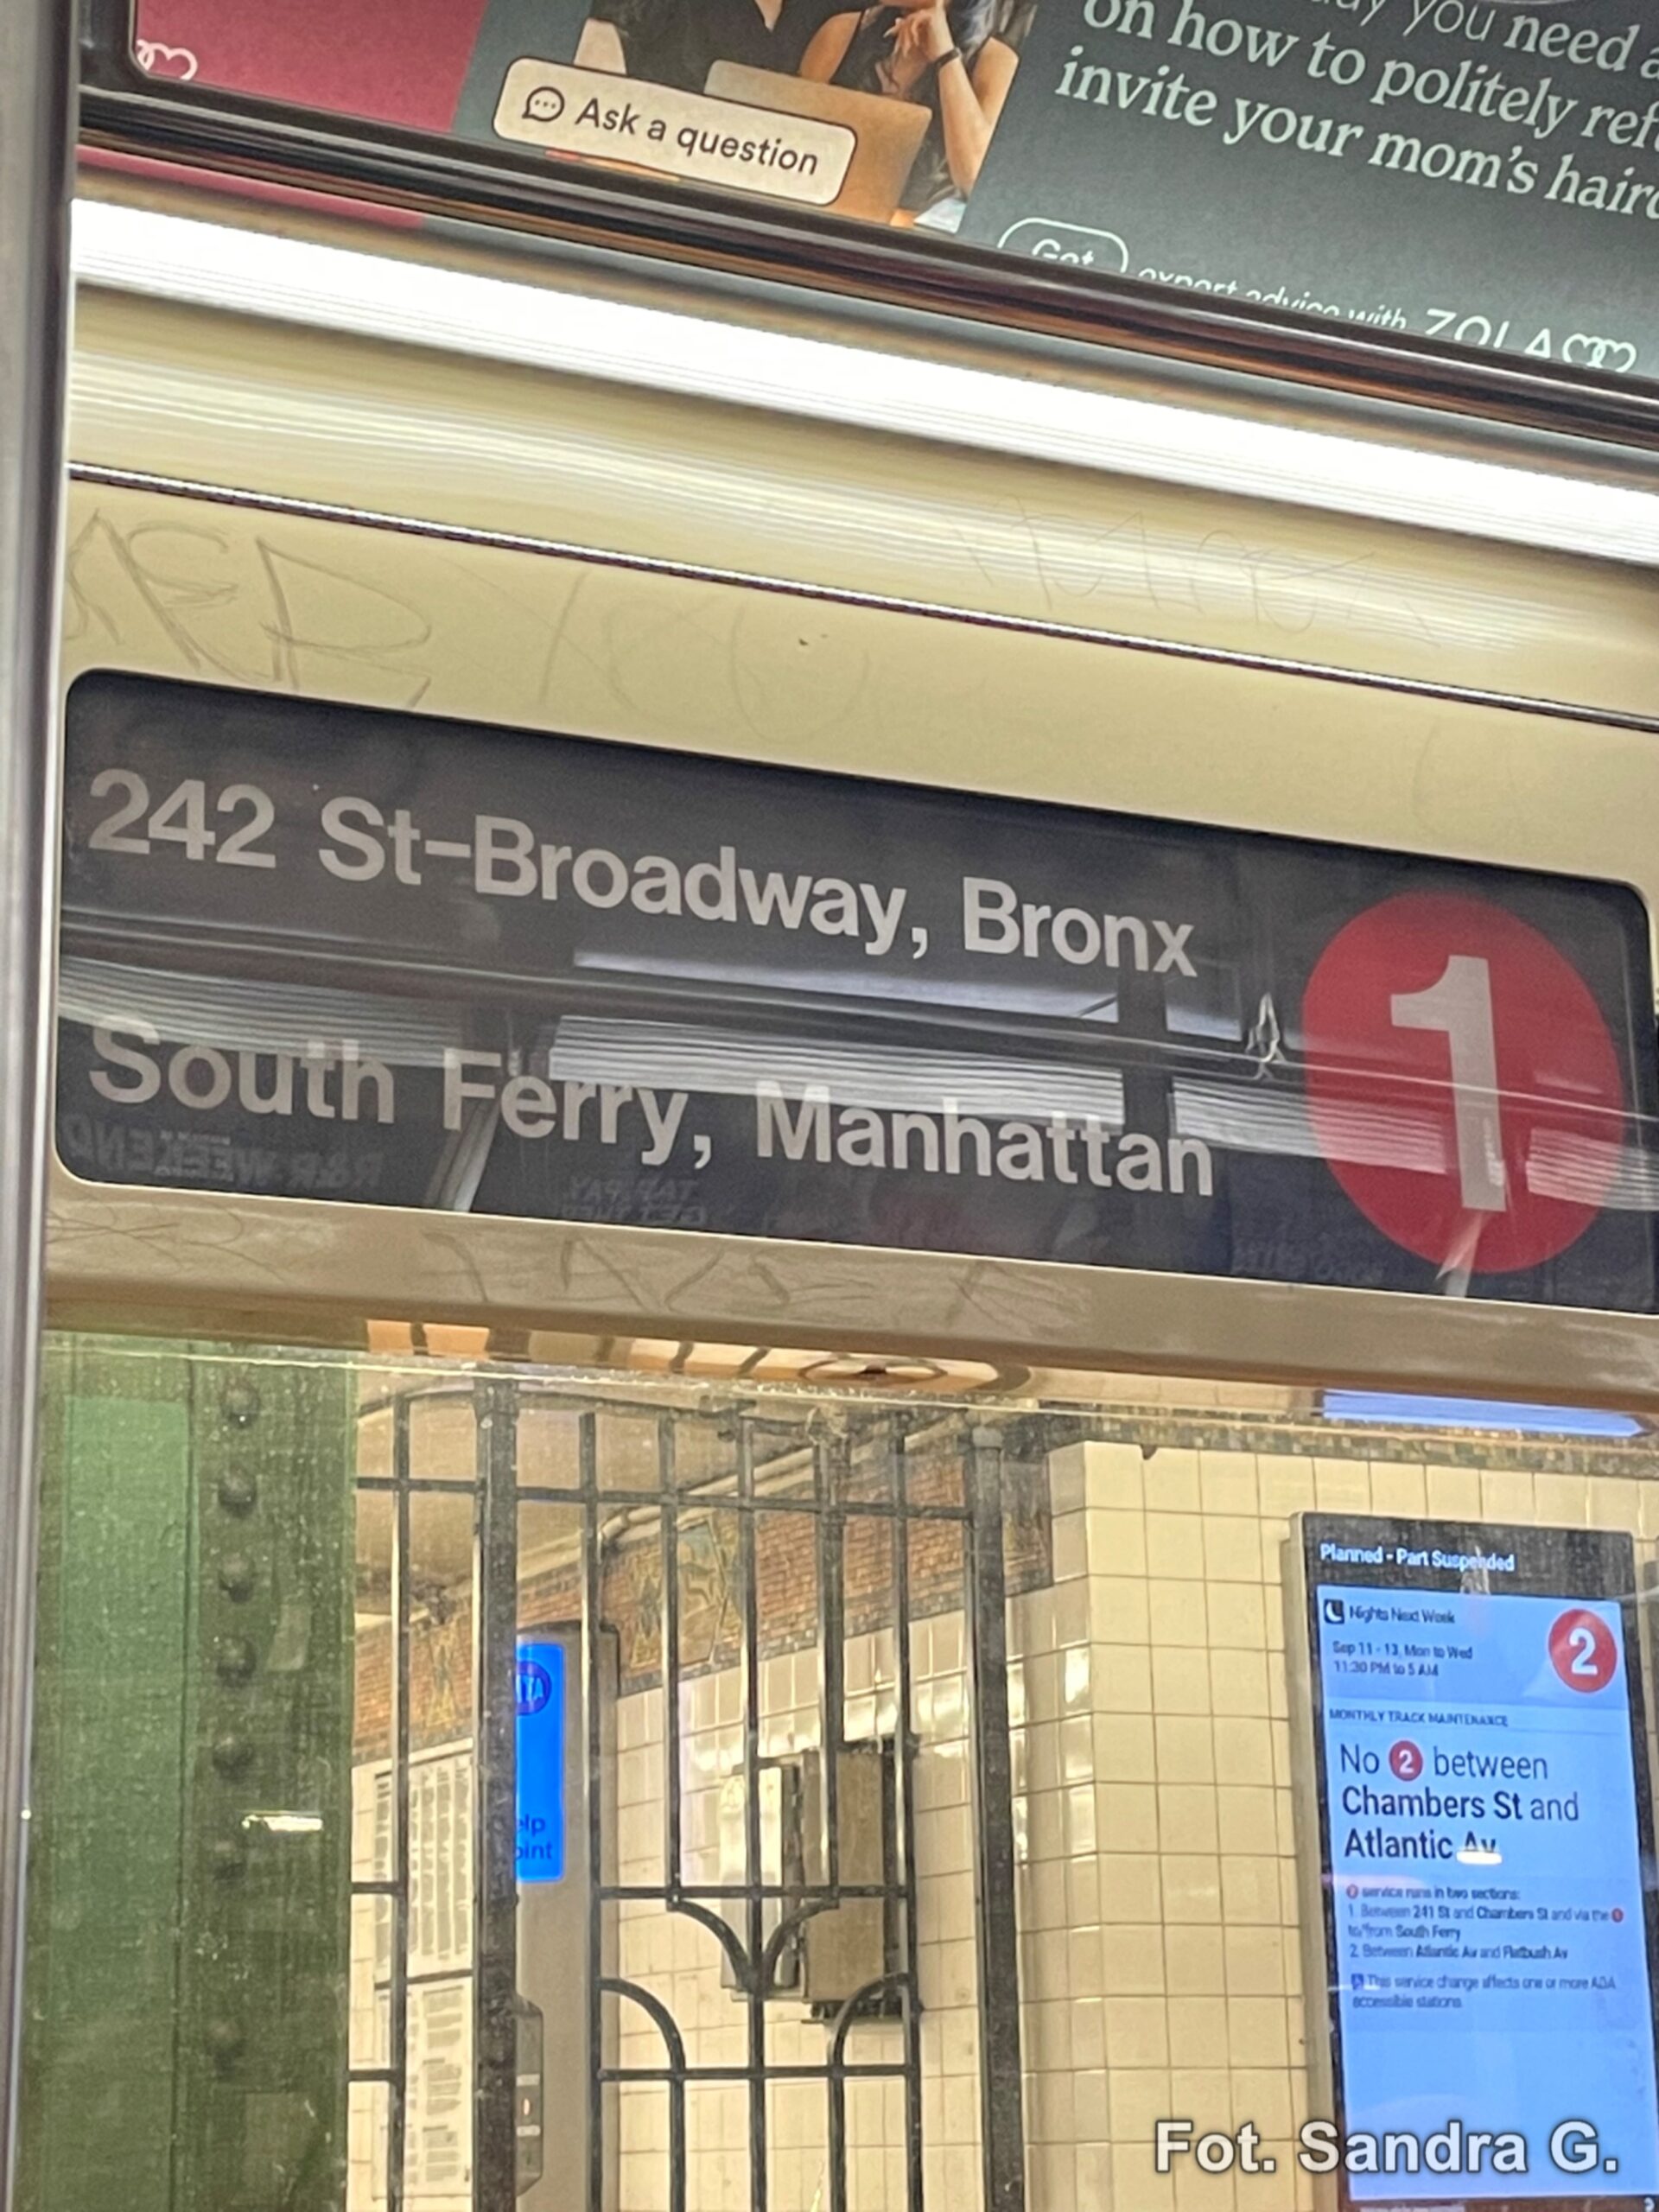 you need a
on how to politely
invite your mom's
Ask a question
Get expert advice with ZOLA
242 St-Broadway, Bronx
South Ferry, Manhattan
1
Planned - Part Suspended
Nights Next Week
Sep 11 - 13, Mon to Wed
11:30 PM to 5 AM
2
MONTHLY TRACK MAINTENANCE
No 2 between
Chambers St and
Atlantic Av
2 service runs in two sections:
1. Between 241 St and Chambers St and via the 1
to/from South Ferry
2. Between Atlantic Av and Flatbush Av
This service change affects one or more ADA
accessible stations
Fot. Sandra G.